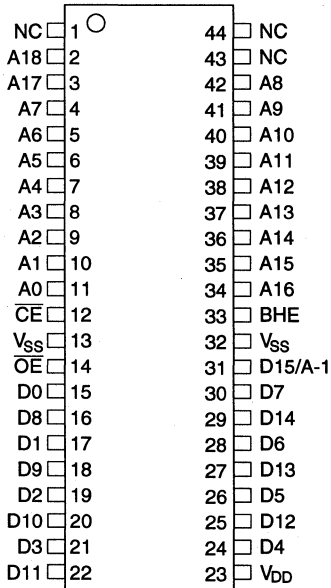 NC 1 44 NC
A18 2 43 NC
A17 3 42 A8
A7 4 41 A9
A6 5 40 A10
A5 6 39 A11
A4 7 38 A12
A3 8 37 A13
A2 9 36 A14
A1 10 35 A15
A0 11 34 A16
C̅E̅ 12 33 BHE
VSS 13 32 VSS
O̅E̅ 14 31 D15/A-1
D0 15 30 D7
D8 16 29 D14
D1 17 28 D6
D9 18 27 D13
D2 19 26 D5
D10 20 25 D12
D3 21 24 D4
D11 22 23 VDD